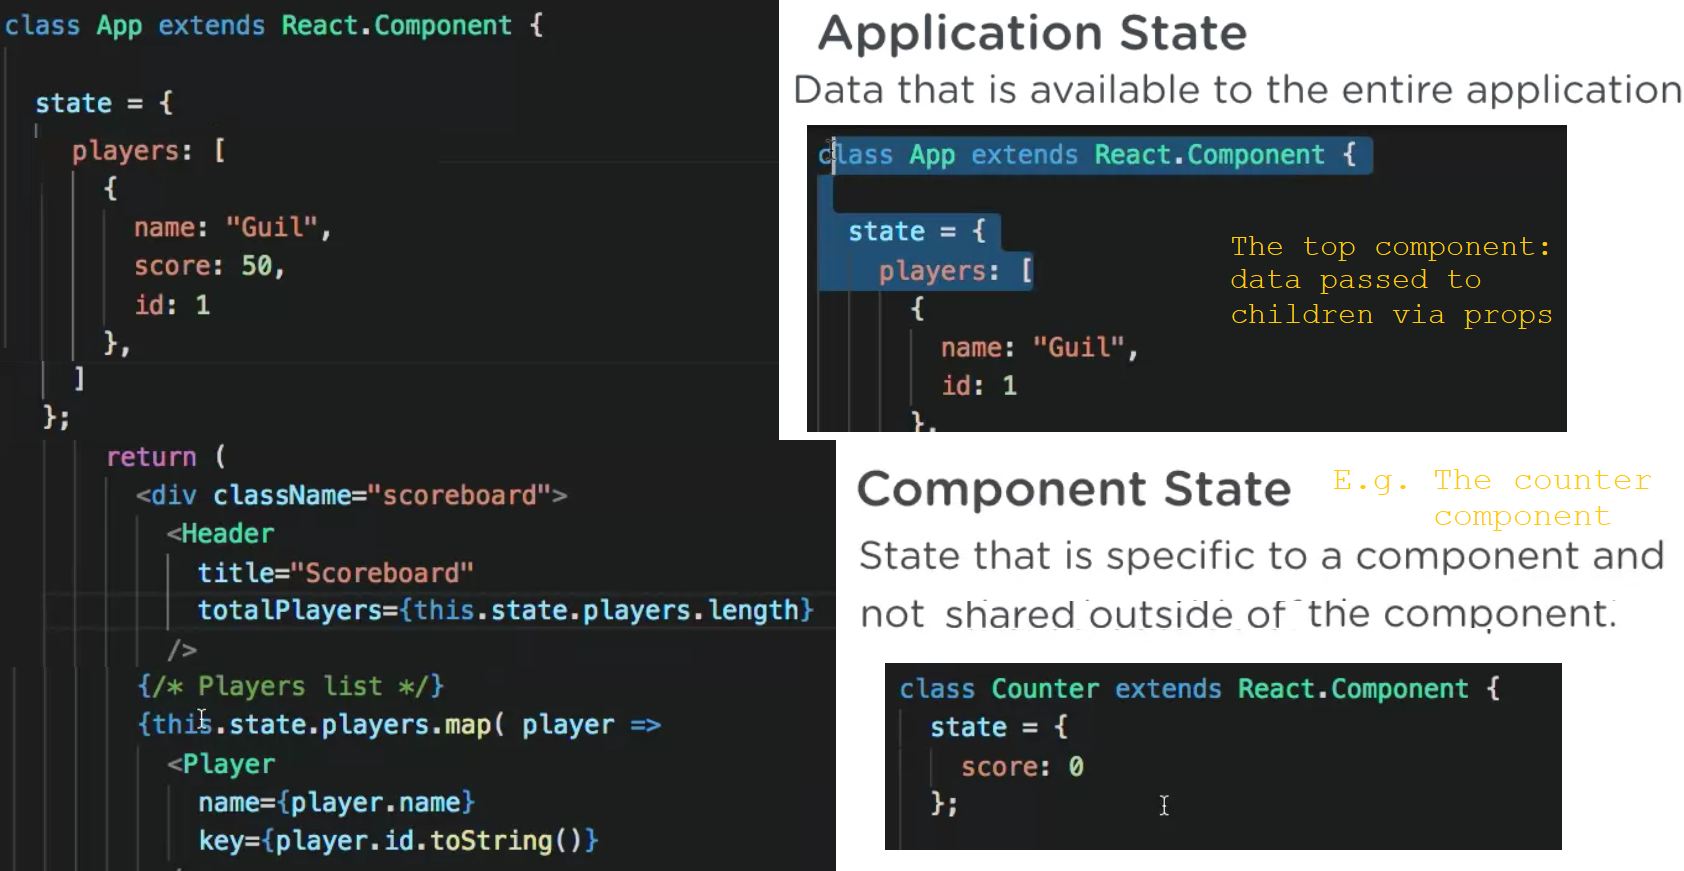 class App extends React.Component {
state = {
players: [
{
name: "Guil",
score: 50,
id: 1
},
]
};
return (
<div className="scoreboard">
<Header
title="Scoreboard"
totalPlayers={this.state.players.length}
/>
{/* Players list */}
{this.state.players.map( player =>
<Player
name={player.name}
key={player.id.toString()}
Application State
Data that is available to the entire application
class App extends React.Component {
state = {
players: [
{
name: "Guil",
id: 1
},
The top component:
data passed to
children via props
Component State
E.g. The counter
component
State that is specific to a component and
not shared outside of the component.
class Counter extends React.Component {
state = {
score: 0
};